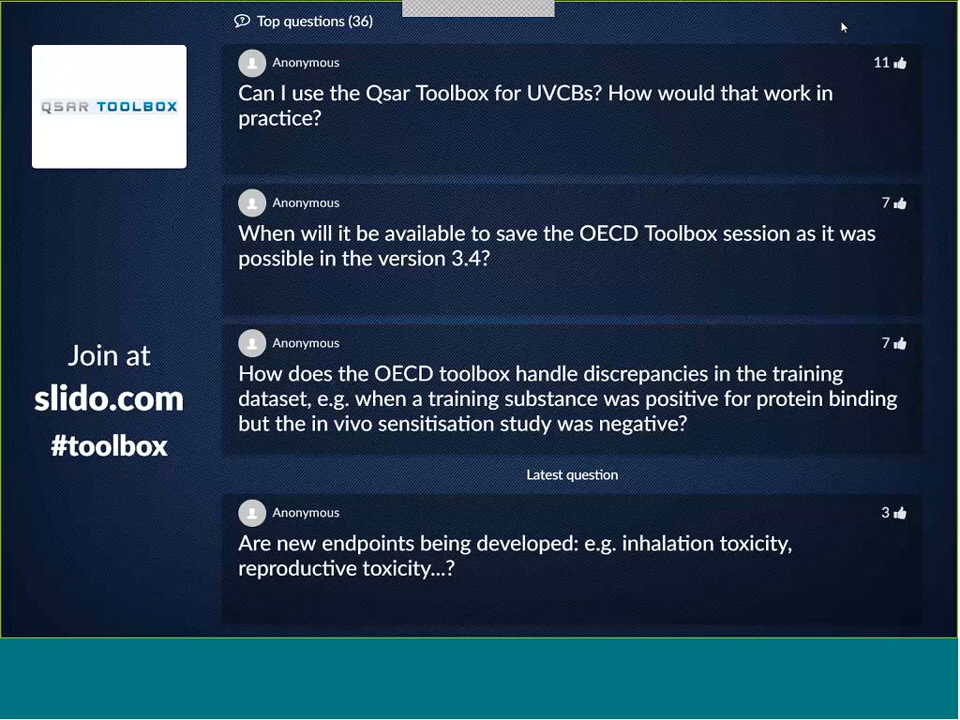 Top questions (36)
QSAR TOOLBOX
Anonymous
11
Can I use the Qsar Toolbox for UVCBs? How would that work in
practice?
Anonymous
7
When will it be available to save the OECD Toolbox session as it was
possible in the version 3.4?
Anonymous
7
How does the OECD toolbox handle discrepancies in the training
dataset, e.g. when a training substance was positive for protein binding
but the in vivo sensitisation study was negative?
Join at
slido.com
#toolbox
Latest question
Anonymous
3
Are new endpoints being developed: e.g. inhalation toxicity,
reproductive toxicity...?